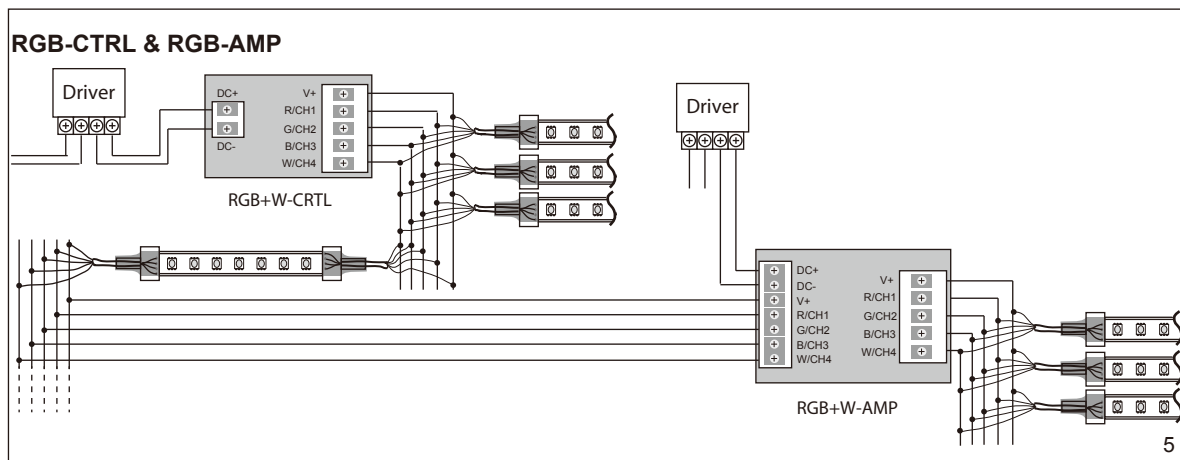 RGB-CTRL & RGB-AMP
Driver
DC+
DC-
V+
R/CH1
G/CH2
B/CH3
W/CH4
RGB+W-CRTL
Driver
DC+
DC-
V+
R/CH1
G/CH2
B/CH3
W/CH4
V+
R/CH1
G/CH2
B/CH3
W/CH4
RGB+W-AMP
5